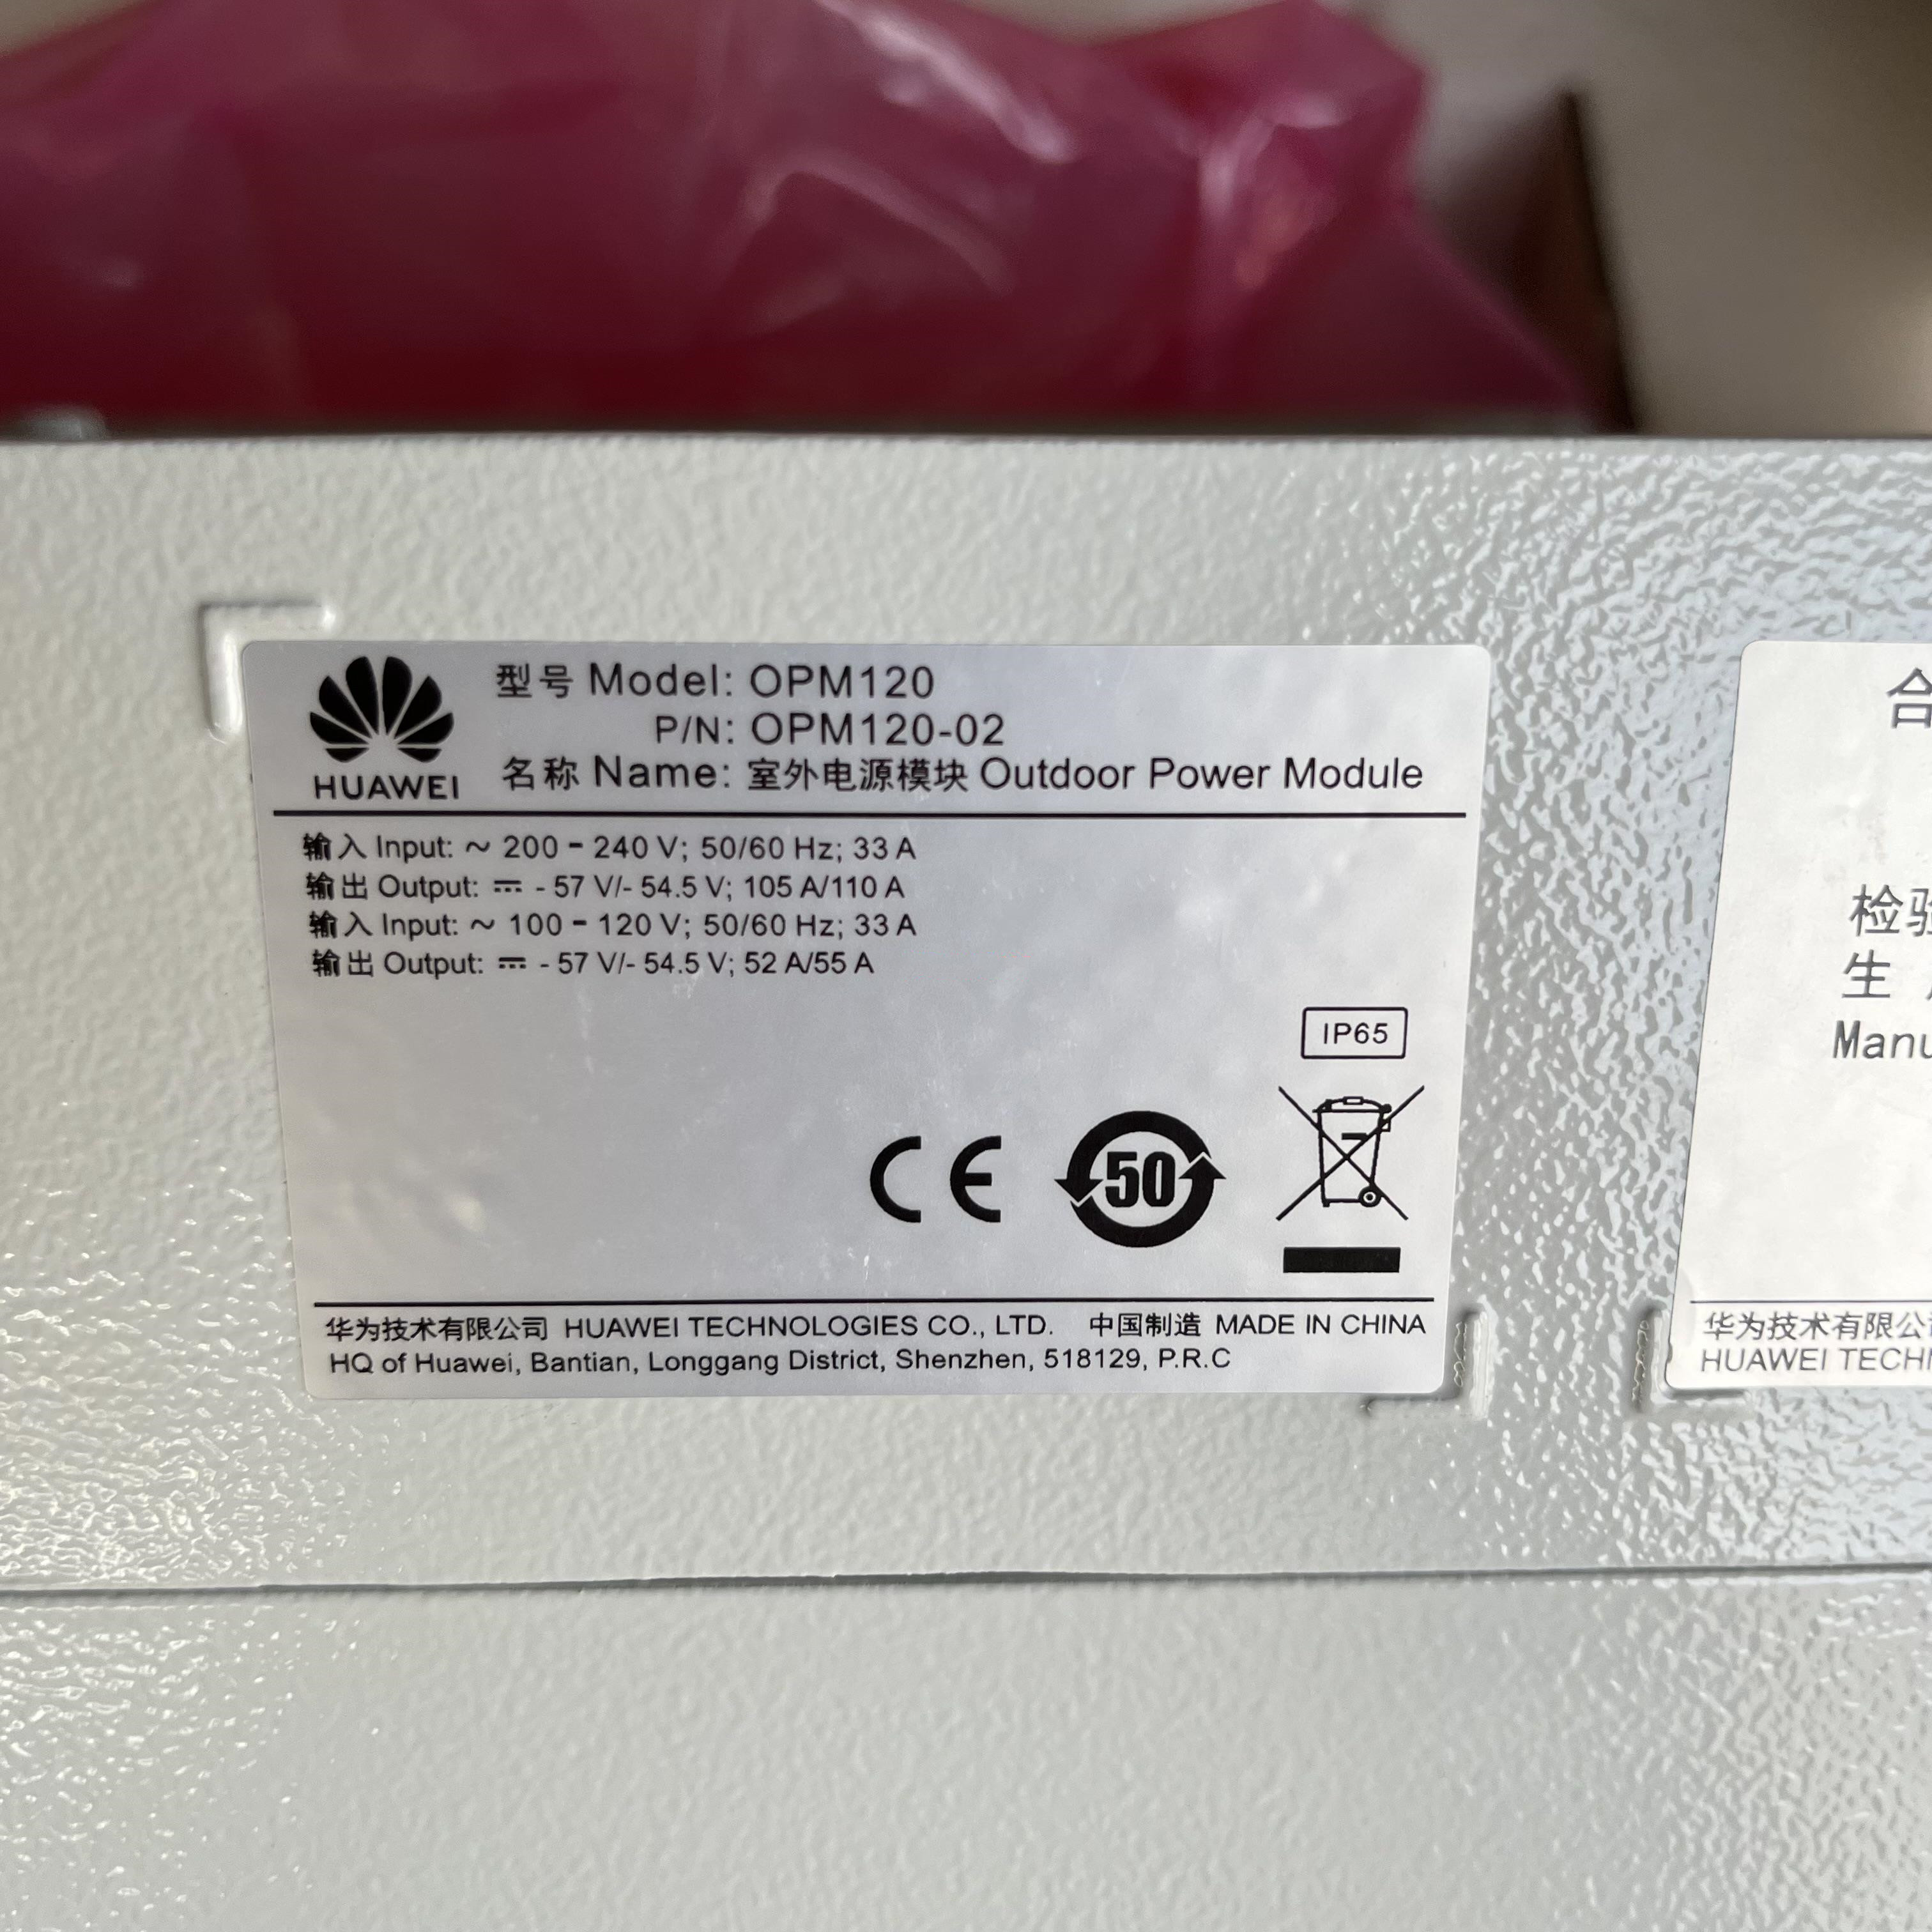 HUAWEI
型号 Model: OPM120
P/N: OPM120-02
名称 Name: 室外电源模块 Outdoor Power Module
输入 Input: ~ 200 - 240 V; 50/60 Hz; 33 A
输出 Output: ⎓ - 57 V/- 54.5 V; 105 A/110 A
输入 Input: ~ 100 - 120 V; 50/60 Hz; 33 A
输出 Output: ⎓ - 57 V/- 54.5 V; 52 A/55 A
IP65
CE
50
华为技术有限公司 HUAWEI TECHNOLOGIES CO., LTD. 中国制造 MADE IN CHINA
HQ of Huawei, Bantian, Longgang District, Shenzhen, 518129, P.R.C
合
检
生
Manu
华为技术有限公
HUAWEI TECH